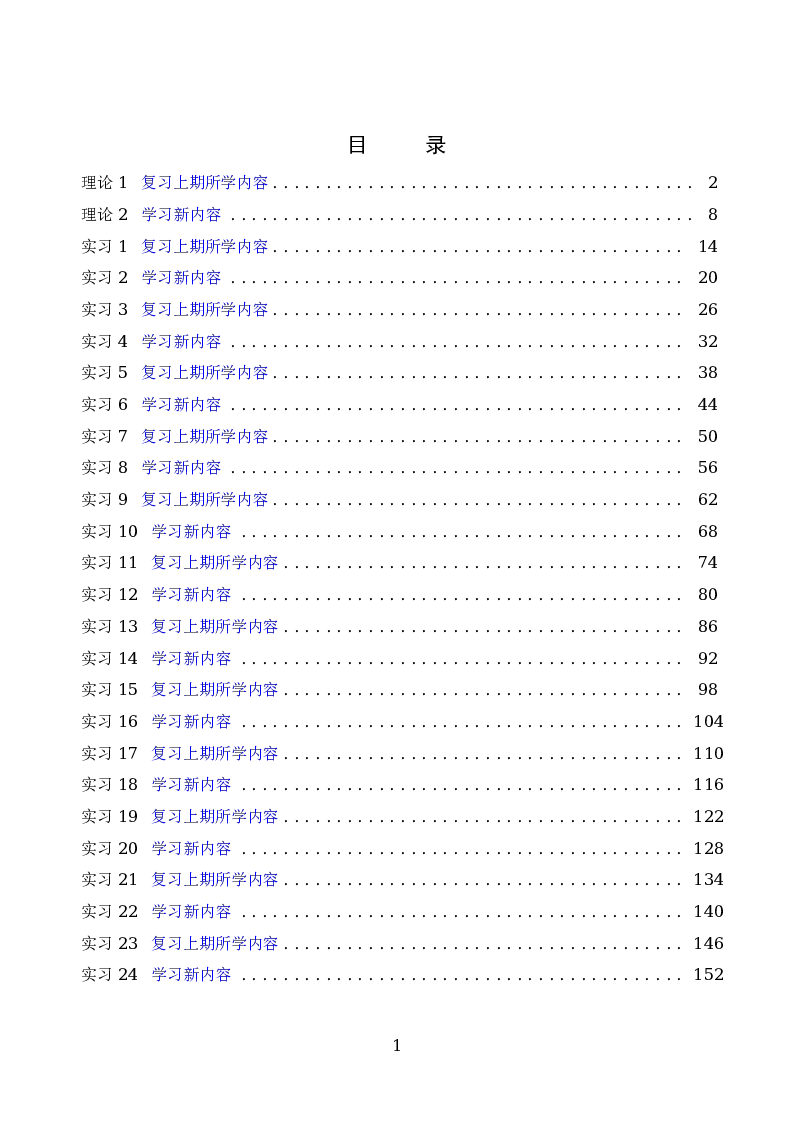 目 录
理论 1 复习上期所学内容 . . . . . . . . . . . . . . . . . . . . . . . . . . . . . . . . . . . . . . . . 2
理论 2 学习新内容 . . . . . . . . . . . . . . . . . . . . . . . . . . . . . . . . . . . . . . . . . . . . 8
实习 1 复习上期所学内容 . . . . . . . . . . . . . . . . . . . . . . . . . . . . . . . . . . . . . . . 14
实习 2 学习新内容 . . . . . . . . . . . . . . . . . . . . . . . . . . . . . . . . . . . . . . . . . . . 20
实习 3 复习上期所学内容 . . . . . . . . . . . . . . . . . . . . . . . . . . . . . . . . . . . . . . . 26
实习 4 学习新内容 . . . . . . . . . . . . . . . . . . . . . . . . . . . . . . . . . . . . . . . . . . . 32
实习 5 复习上期所学内容 . . . . . . . . . . . . . . . . . . . . . . . . . . . . . . . . . . . . . . . 38
实习 6 学习新内容 . . . . . . . . . . . . . . . . . . . . . . . . . . . . . . . . . . . . . . . . . . . 44
实习 7 复习上期所学内容 . . . . . . . . . . . . . . . . . . . . . . . . . . . . . . . . . . . . . . . 50
实习 8 学习新内容 . . . . . . . . . . . . . . . . . . . . . . . . . . . . . . . . . . . . . . . . . . . 56
实习 9 复习上期所学内容 . . . . . . . . . . . . . . . . . . . . . . . . . . . . . . . . . . . . . . . 62
实习 10 学习新内容 . . . . . . . . . . . . . . . . . . . . . . . . . . . . . . . . . . . . . . . . . . 68
实习 11 复习上期所学内容 . . . . . . . . . . . . . . . . . . . . . . . . . . . . . . . . . . . . . . 74
实习 12 学习新内容 . . . . . . . . . . . . . . . . . . . . . . . . . . . . . . . . . . . . . . . . . . 80
实习 13 复习上期所学内容 . . . . . . . . . . . . . . . . . . . . . . . . . . . . . . . . . . . . . . 86
实习 14 学习新内容 . . . . . . . . . . . . . . . . . . . . . . . . . . . . . . . . . . . . . . . . . . 92
实习 15 复习上期所学内容 . . . . . . . . . . . . . . . . . . . . . . . . . . . . . . . . . . . . . . 98
实习 16 学习新内容 . . . . . . . . . . . . . . . . . . . . . . . . . . . . . . . . . . . . . . . . . . 104
实习 17 复习上期所学内容 . . . . . . . . . . . . . . . . . . . . . . . . . . . . . . . . . . . . . . 110
实习 18 学习新内容 . . . . . . . . . . . . . . . . . . . . . . . . . . . . . . . . . . . . . . . . . . 116
实习 19 复习上期所学内容 . . . . . . . . . . . . . . . . . . . . . . . . . . . . . . . . . . . . . . 122
实习 20 学习新内容 . . . . . . . . . . . . . . . . . . . . . . . . . . . . . . . . . . . . . . . . . . 128
实习 21 复习上期所学内容 . . . . . . . . . . . . . . . . . . . . . . . . . . . . . . . . . . . . . . 134
实习 22 学习新内容 . . . . . . . . . . . . . . . . . . . . . . . . . . . . . . . . . . . . . . . . . . 140
实习 23 复习上期所学内容 . . . . . . . . . . . . . . . . . . . . . . . . . . . . . . . . . . . . . . 146
实习 24 学习新内容 . . . . . . . . . . . . . . . . . . . . . . . . . . . . . . . . . . . . . . . . . . 152
1